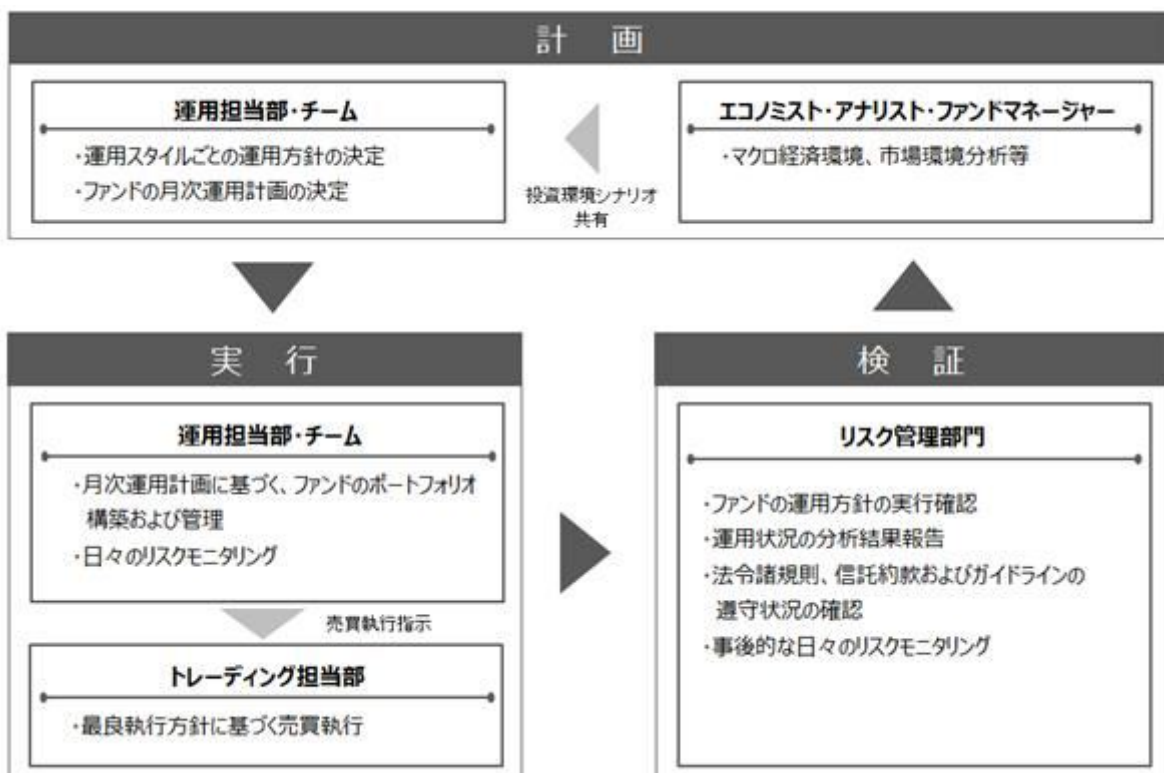 計 画
運用担当部・チーム
・運用スタイルごとの運用方針の決定
・ファンドの月次運用計画の決定
投資環境シナリオ
共有
エコノミスト・アナリスト・ファンドマネージャー
・マクロ経済環境、市場環境分析等
実 行
運用担当部・チーム
・月次運用計画に基づく、ファンドのポートフォリオ
構築および管理
・日々のリスクモニタリング
売買執行指示
トレーディング担当部
・最良執行方針に基づく売買執行
検 証
リスク管理部門
・ファンドの運用方針の実行確認
・運用状況の分析結果報告
・法令諸規則、信託約款およびガイドラインの
遵守状況の確認
・事後的な日々のリスクモニタリング